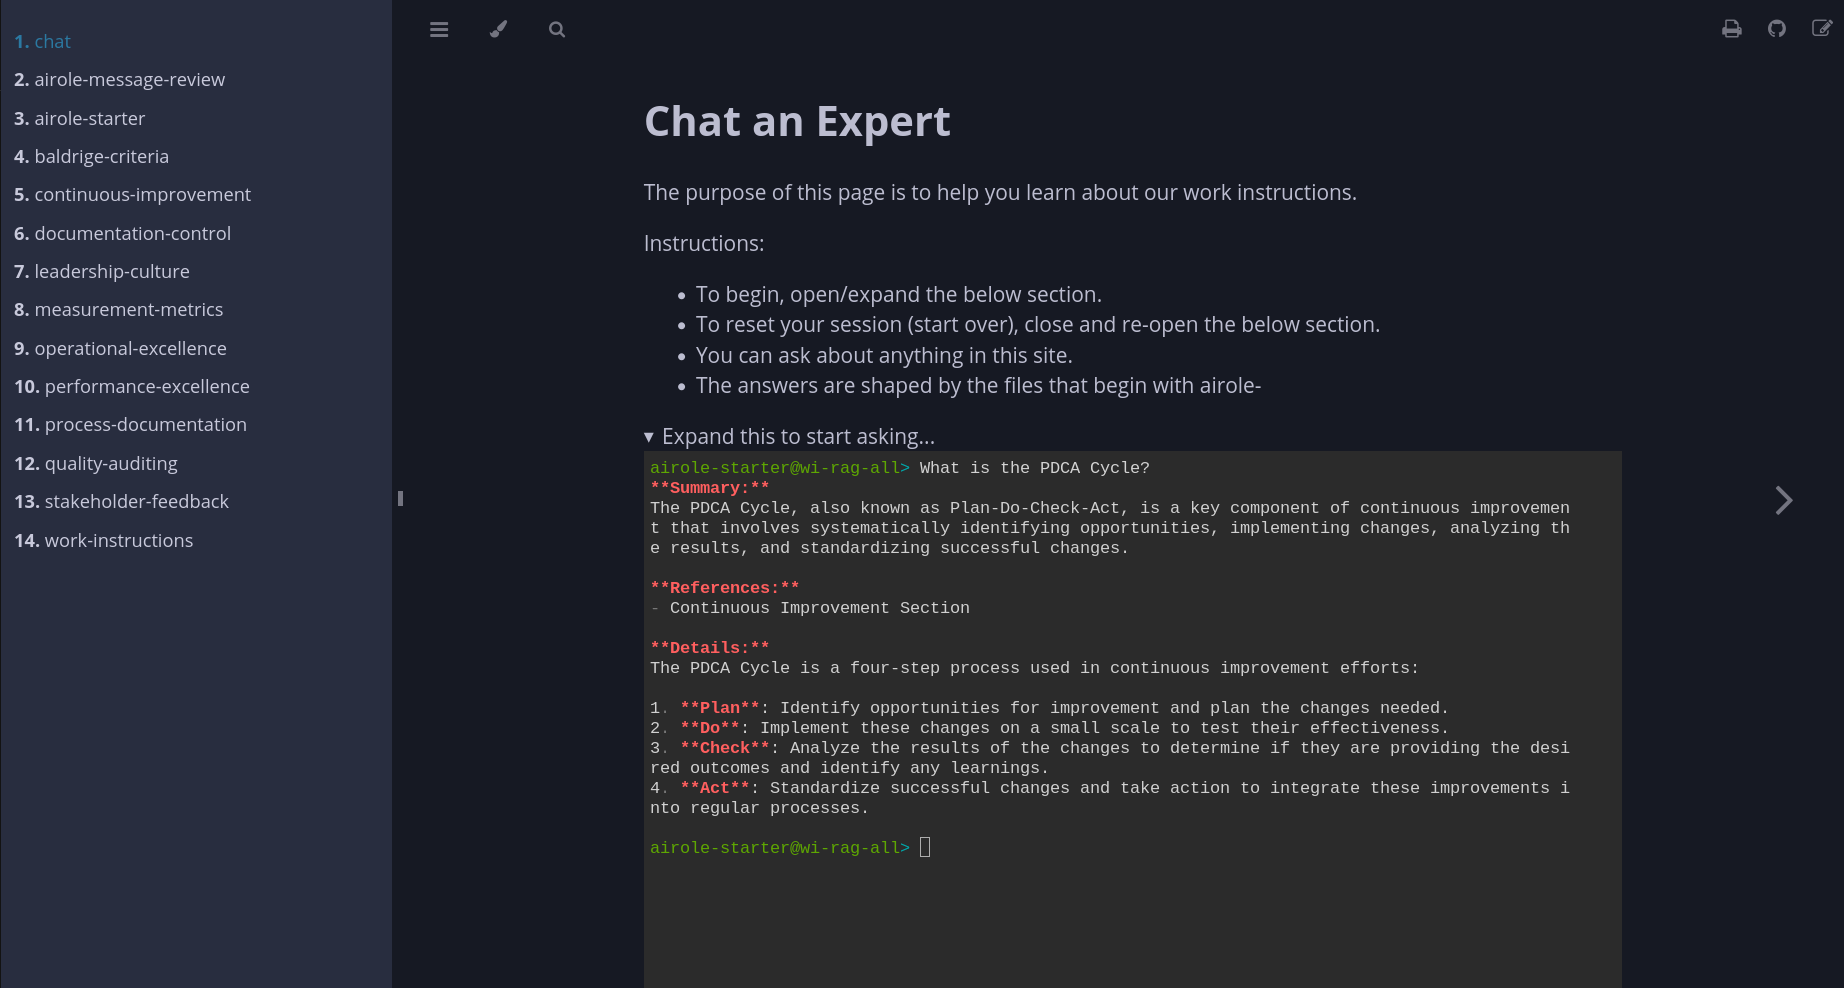 1. chat
2. airole-message-review
3. airole-starter
4. baldrige-criteria
5. continuous-improvement
6. documentation-control
7. leadership-culture
8. measurement-metrics
9. operational-excellence
10. performance-excellence
11. process-documentation
12. quality-auditing
13. stakeholder-feedback
14. work-instructions
Chat an Expert
The purpose of this page is to help you learn about our work instructions.
Instructions:
• To begin, open/expand the below section.
• To reset your session (start over), close and re-open the below section.
• You can ask about anything in this site.
• The answers are shaped by the files that begin with airole-
▾ Expand this to start asking...
airole-starter@wi-rag-all> What is the PDCA Cycle?
**Summary:**
The PDCA Cycle, also known as Plan-Do-Check-Act, is a key component of continuous improvemen
t that involves systematically identifying opportunities, implementing changes, analyzing th
e results, and standardizing successful changes.
**References:**
- Continuous Improvement Section
**Details:**
The PDCA Cycle is a four-step process used in continuous improvement efforts:
1. **Plan**: Identify opportunities for improvement and plan the changes needed.
2. **Do**: Implement these changes on a small scale to test their effectiveness.
3. **Check**: Analyze the results of the changes to determine if they are providing the desi
red outcomes and identify any learnings.
4. **Act**: Standardize successful changes and take action to integrate these improvements i
nto regular processes.
airole-starter@wi-rag-all>